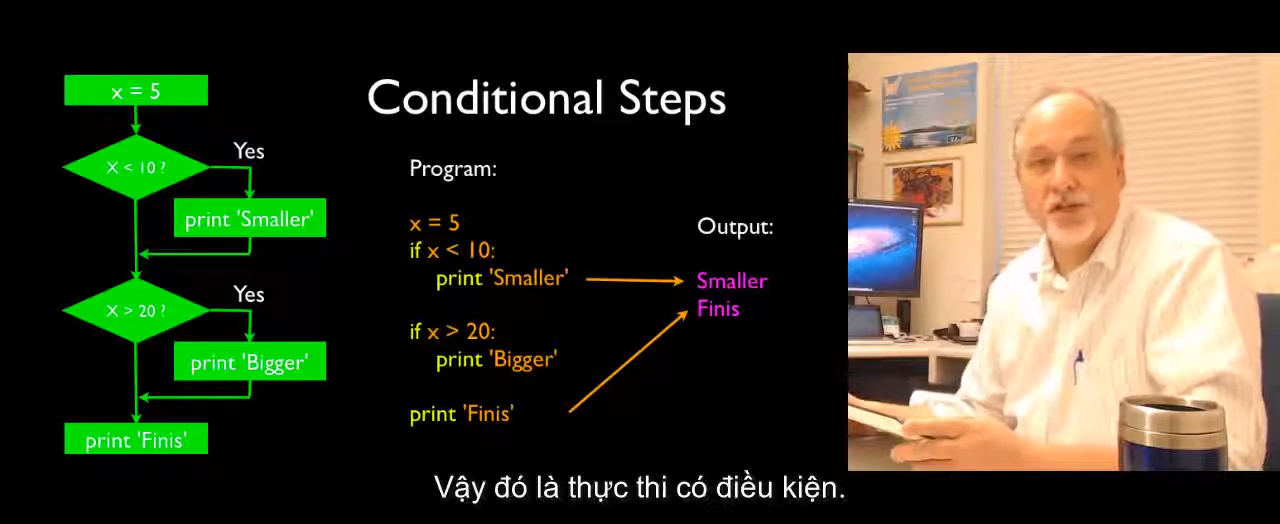 Conditional Steps
x = 5
X < 10 ?
Yes
print 'Smaller'
X > 20 ?
Yes
print 'Bigger'
print 'Finis'
Program:
x = 5
if x < 10:
print 'Smaller'
if x > 20:
print 'Bigger'
print 'Finis'
Output:
Smaller
Finis
Vậy đó là thực thi có điều kiện.